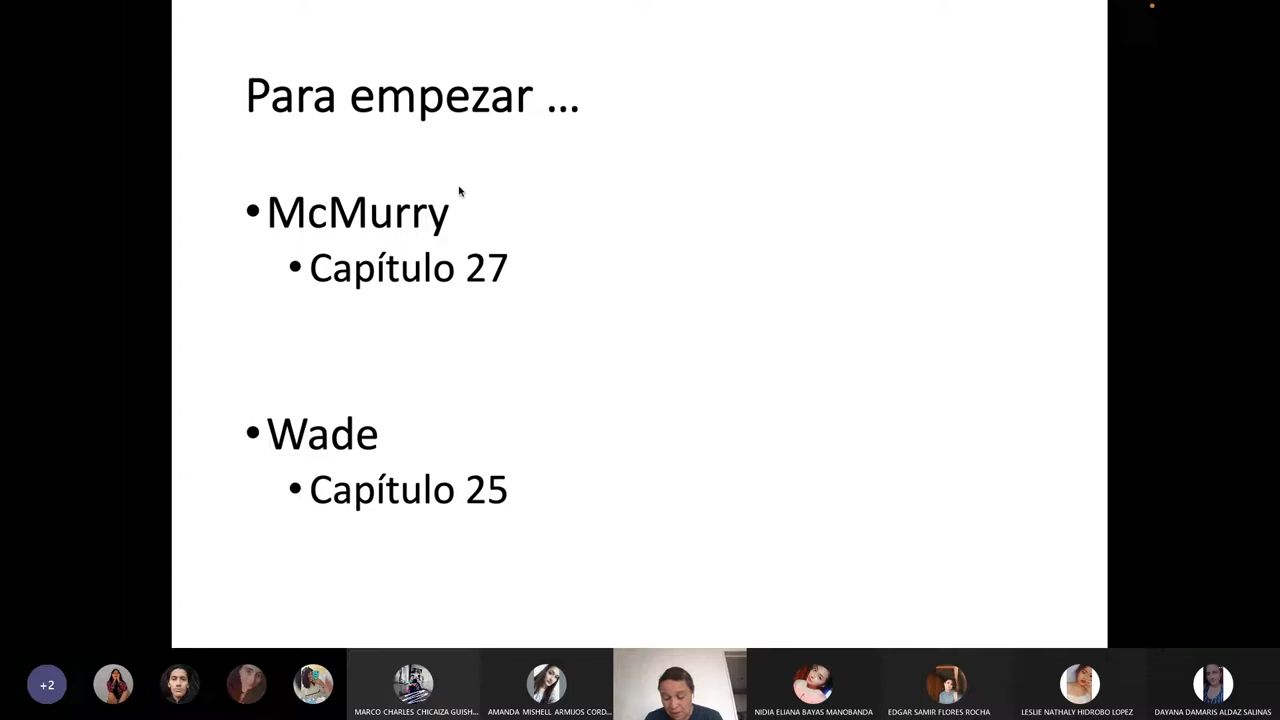 Para empezar ...
•McMurry
•Capítulo 27
•Wade
•Capítulo 25
+2
MARCO CHARLES CHICAIZA GUISH...
AMANDA MISHELL ARMIJOS CORD...
NIDIA ELIANA BAYAS MANOBANDA
EDGAR SAMIR FLORES ROCHA
LESLIE NATHALY HIDROBO LOPEZ
DAYANA DAMARIS ALDAZ SALINAS